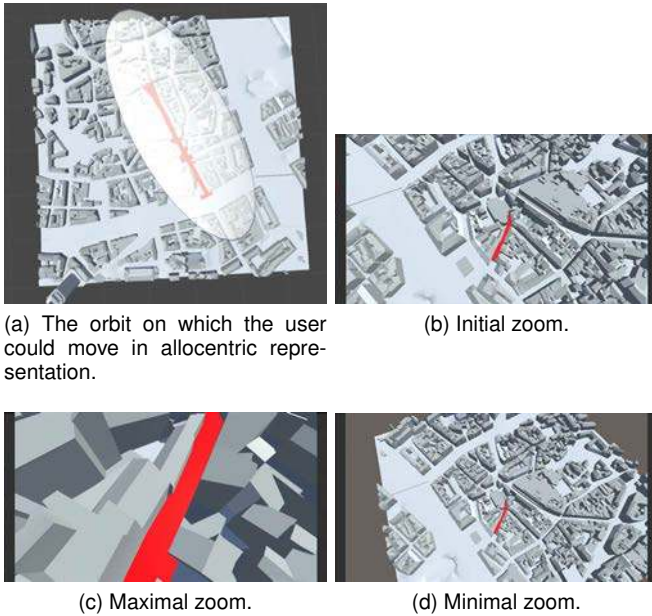 (a) The orbit on which the user
could move in allocentric repre-
sentation.
(b) Initial zoom.
(c) Maximal zoom.
(d) Minimal zoom.